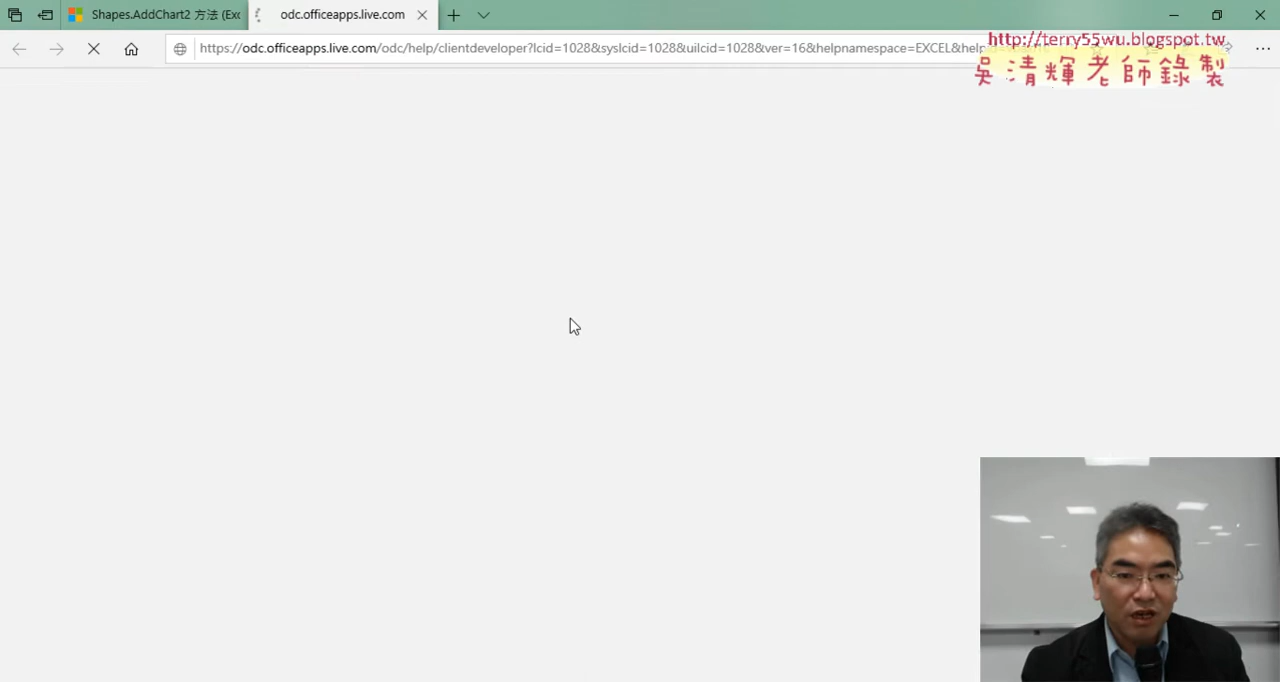 Shapes.AddChart2 方法 (Exc
odc.officeapps.live.com
https://odc.officeapps.live.com/odc/help/clientdeveloper?lcid=1028&syslcid=1028&uilcid=1028&ver=16&helpnamespace=EXCEL&help
http://terry55wu.blogspot.tw
吳清輝老師錄製